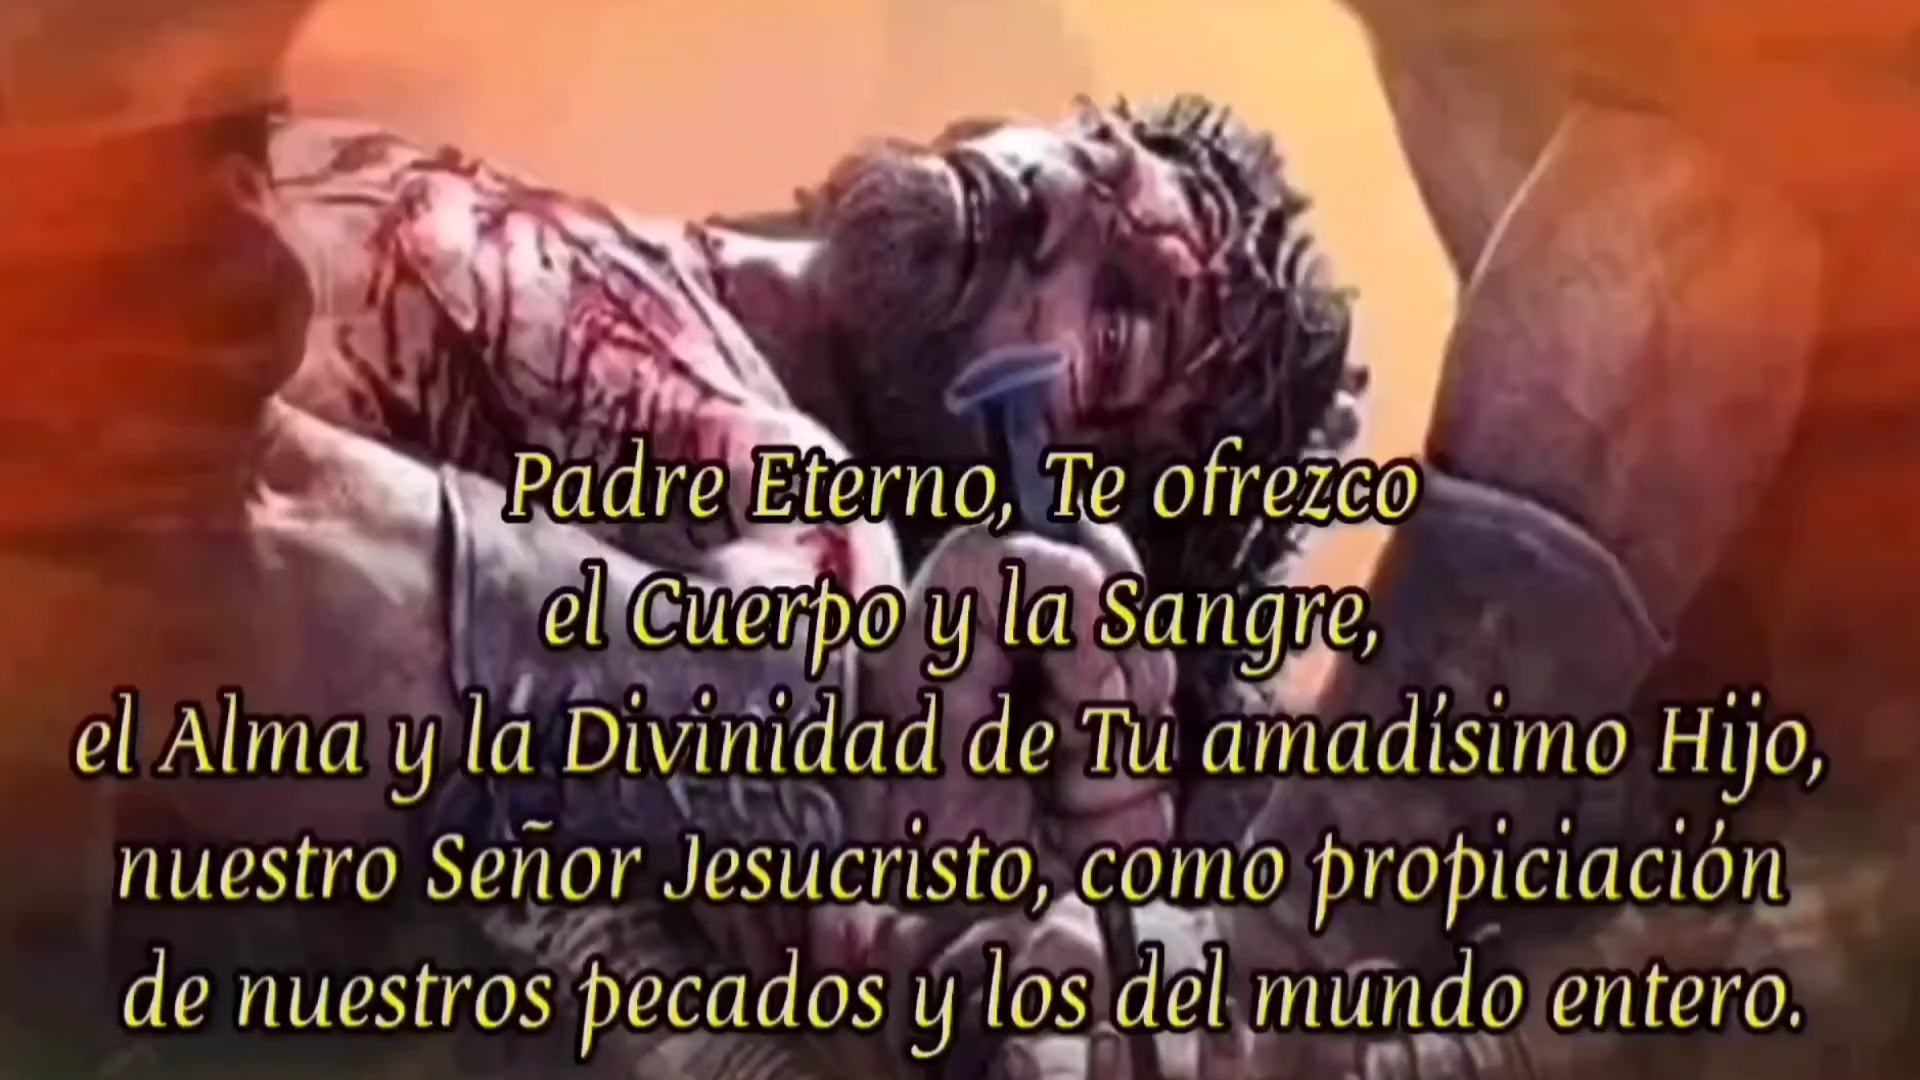 Padre Eterno, Te ofrezco
el Cuerpo y la Sangre,
el Alma y la Divinidad de Tu amadísimo Hijo,
nuestro Señor Jesucristo, como propiciación
de nuestros pecados y los del mundo entero.